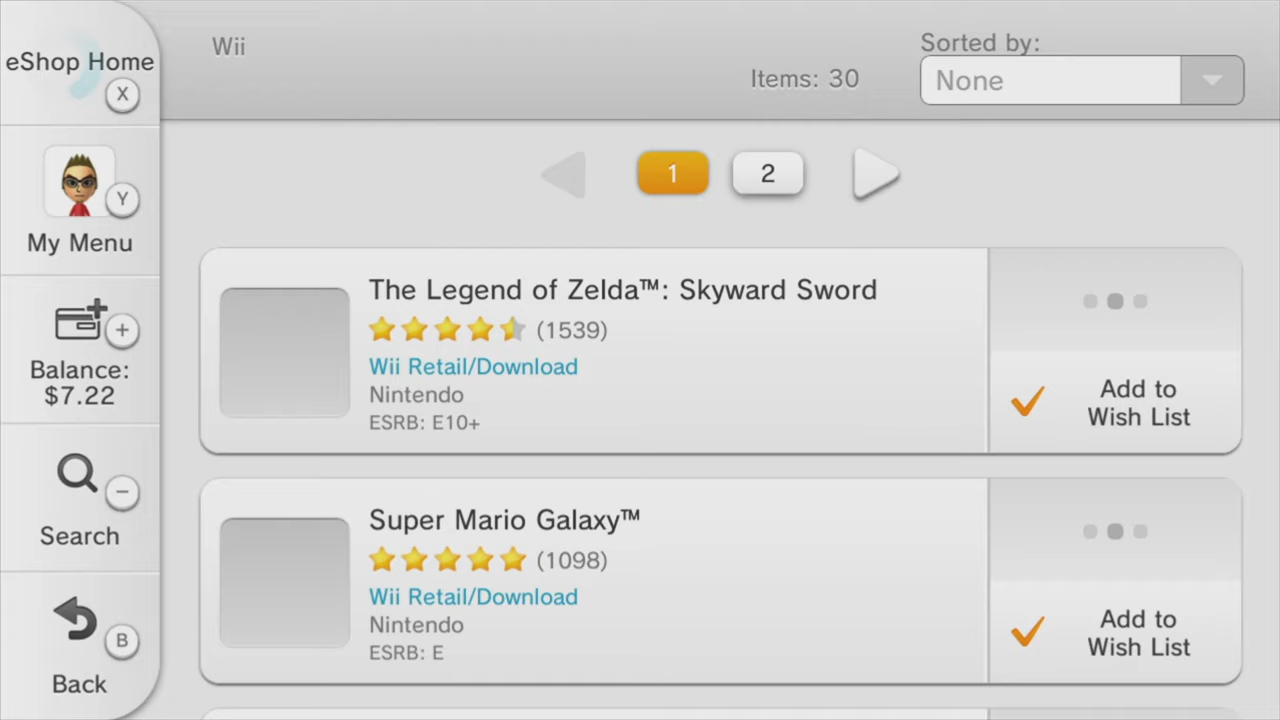 eShop Home
X
Y
My Menu
+
Balance:
$7.22
−
Search
B
Back
Wii
Items: 30
Sorted by:
None
1
2
The Legend of Zelda™: Skyward Sword
(1539)
Wii Retail/Download
Nintendo
ESRB: E10+
Add to
Wish List
Super Mario Galaxy™
(1098)
Wii Retail/Download
Nintendo
ESRB: E
Add to
Wish List